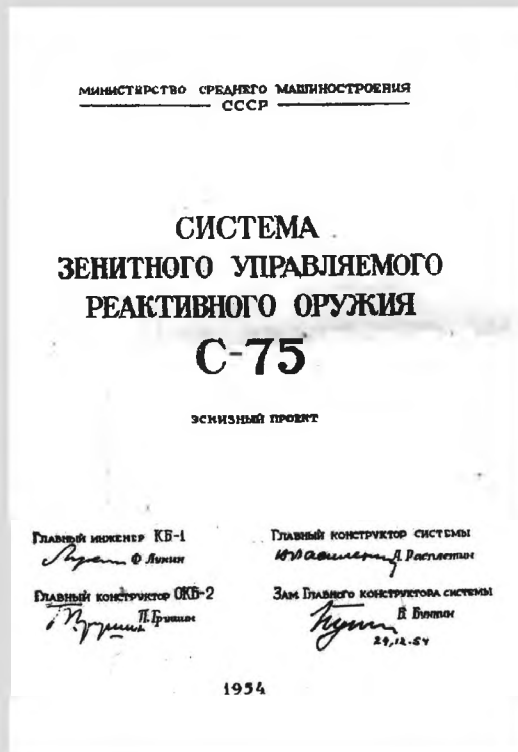 МИНИСТЕРСТВО СРЕДНЕГО МАШИНОСТРОЕНИЯ
СССР
СИСТЕМА
ЗЕНИТНОГО УПРАВЛЯЕМОГО
РЕАКТИВНОГО ОРУЖИЯ
С-75
ЭСКИЗНЫЙ ПРОЕКТ
ГЛАВНЫЙ ИНЖЕНЕР КБ-1
Ф Лукин
ГЛАВНЫЙ КОНСТРУКТОР СИСТЕМЫ
А Расплетин
ГЛАВНЫЙ КОНСТРУКТОР ОКБ-2
П. Грушин
ЗАМ ГЛАВНОГО КОНСТРУКТОРА СИСТЕМЫ
Б Бункин
29.12.54
1954